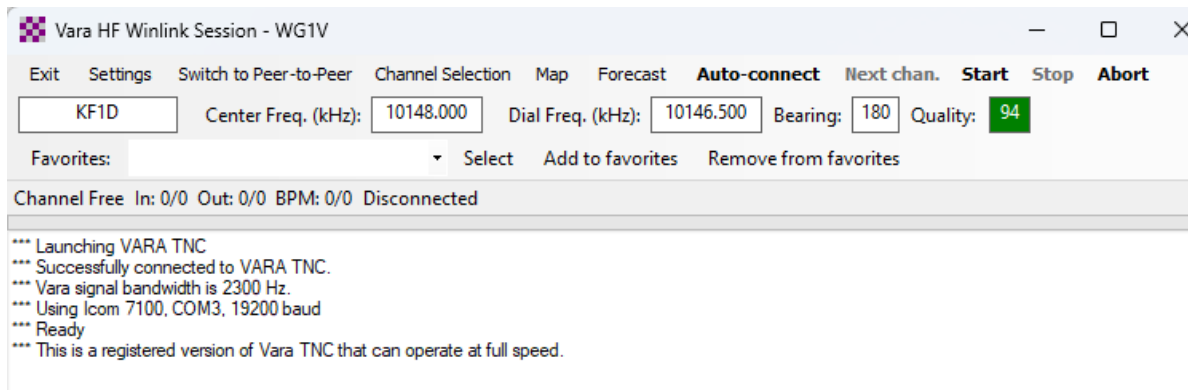 Vara HF Winlink Session - WG1V
Exit Settings Switch to Peer-to-Peer Channel Selection Map Forecast Auto-connect Next chan. Start Stop Abort
KF1D Center Freq. (kHz): 10148.000 Dial Freq. (kHz): 10146.500 Bearing: 180 Quality: 94
Favorites: Select Add to favorites Remove from favorites
Channel Free In: 0/0 Out: 0/0 BPM: 0/0 Disconnected
*** Launching VARA TNC
*** Successfully connected to VARA TNC.
*** Vara signal bandwidth is 2300 Hz.
*** Using Icom 7100, COM3, 19200 baud
*** Ready
*** This is a registered version of Vara TNC that can operate at full speed.